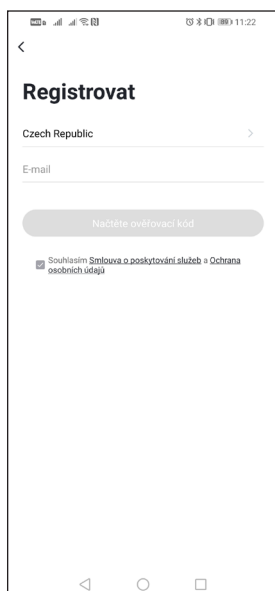 11:22
Registrovat
Czech Republic
E-mail
Načtěte ověřovací kód
Souhlasím Smlouva o poskytování služeb a Ochrana
osobních údajů